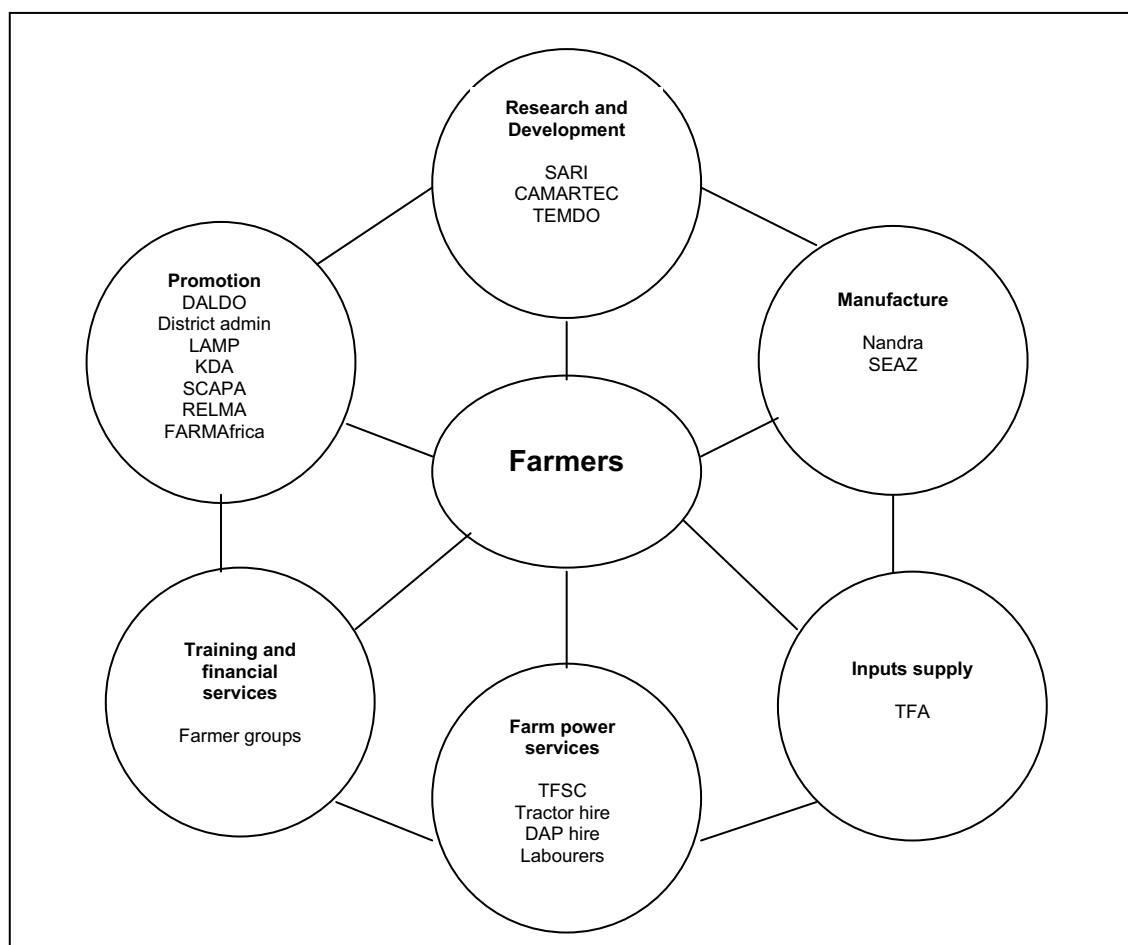 Research and
Development
SARI
CAMARTEC
TEMDO
Promotion
DALDO
District admin
LAMP
KDA
SCAPA
RELMA
FARMAfrica
Manufacture
Nandra
SEAZ
Farmers
Training and
financial
services
Farmer groups
Farm power
services
TFSC
Tractor hire
DAP hire
Labourers
Inputs supply
TFA